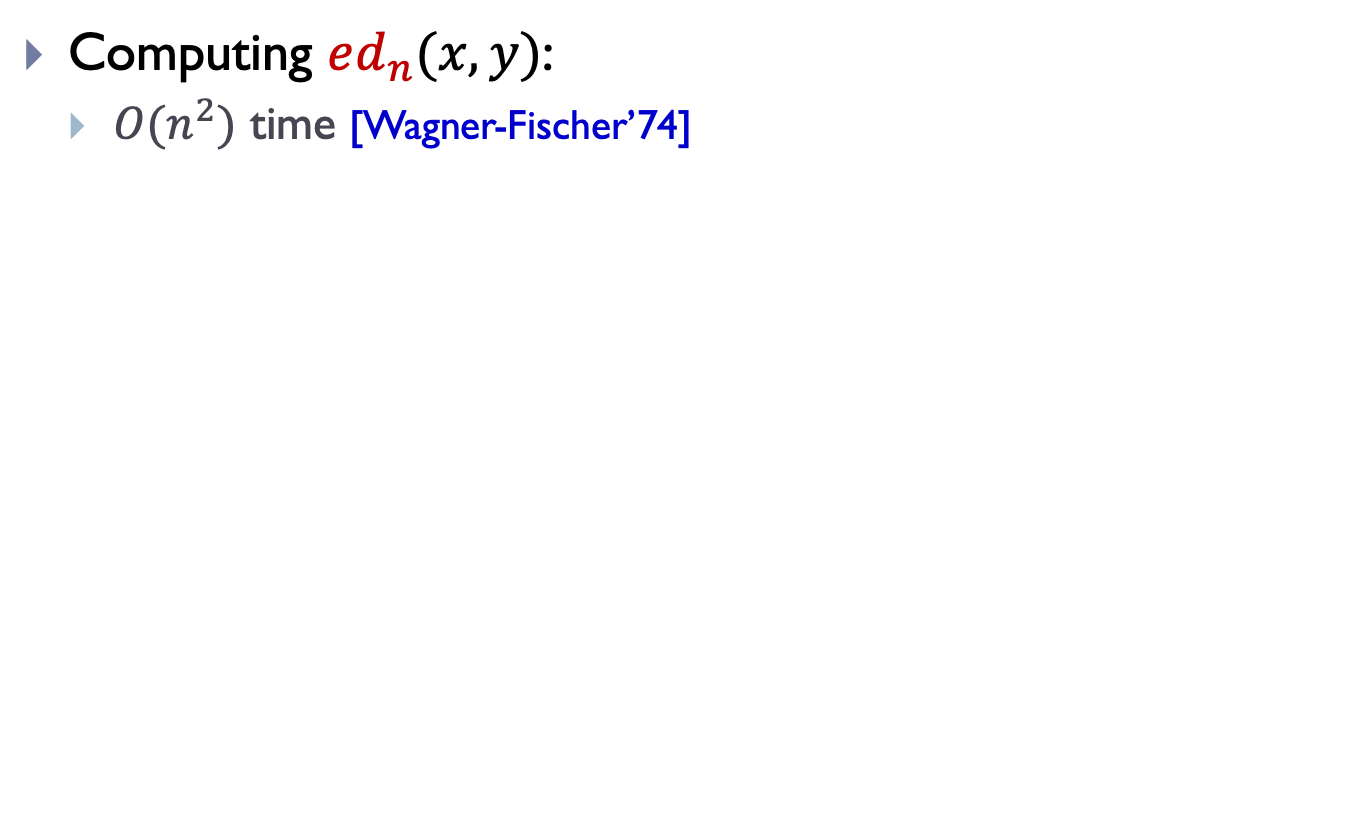 Computing $ed_n(x, y)$:
$O(n^2)$ time [Wagner-Fischer’74]